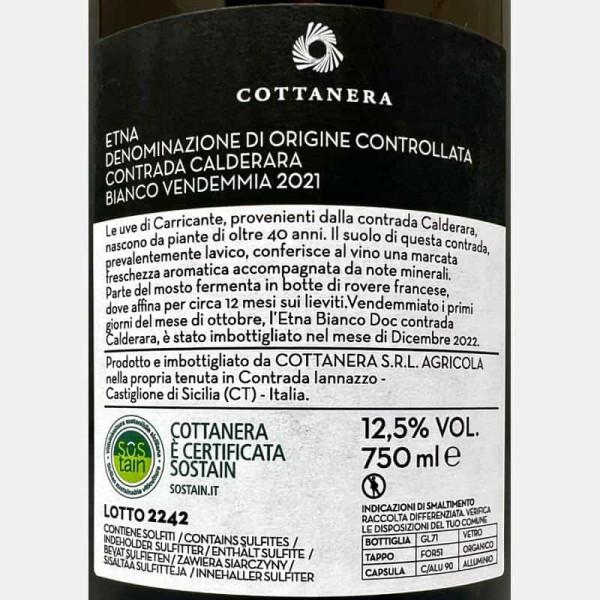 COTTANERA
ETNA
DENOMINAZIONE DI ORIGINE CONTROLLATA
CONTRADA CALDERARA
BIANCO VENDEMMIA 2021
Le uve di Carricante, provenienti dalla contrada Calderara,
nascono da piante di oltre 40 anni. Il suolo di questa contrada,
prevalentemente lavico, conferisce al vino una marcata
freschezza aromatica accompagnata da note minerali.
Parte del mosto fermenta in botte di rovere francese,
dove affina per circa 12 mesi sui lieviti.Vendemmiato i primi
giorni del mese di ottobre, l'Etna Bianco Doc contrada
Calderara, è stato imbottigliato nel mese di Dicembre 2022.
Prodotto e imbottigliato da COTTANERA S.R.L. AGRICOLA
nella propria tenuta in Contrada Iannazzo -
Castiglione di Sicilia (CT) - Italia.
SOS
tain
COTTANERA
È CERTIFICATA
SOSTAIN
SOSTAIN.IT
12,5% VOL.
750 ml e
LOTTO 2242
CONTIENE SOLFITI / CONTAINS SULFITES /
INDEHOLDER SULFITTER / ENTHÄLT SULFITE /
BEVAT SULFIETEN / ZAWIERA SIARCZYNY /
SISÄLTÄÄ SULFITTEJA / INNEHALLER SULFITER
INDICAZIONI DI SMALTIMENTO
RACCOLTA DIFFERENZIATA. VERIFICA
LE DISPOSIZIONI DEL TUO COMUNE
BOTTIGLIA GL71 VETRO
TAPPO FOR51 ORGANICO
CAPSULA C/ALU 90 ALLUMINIO